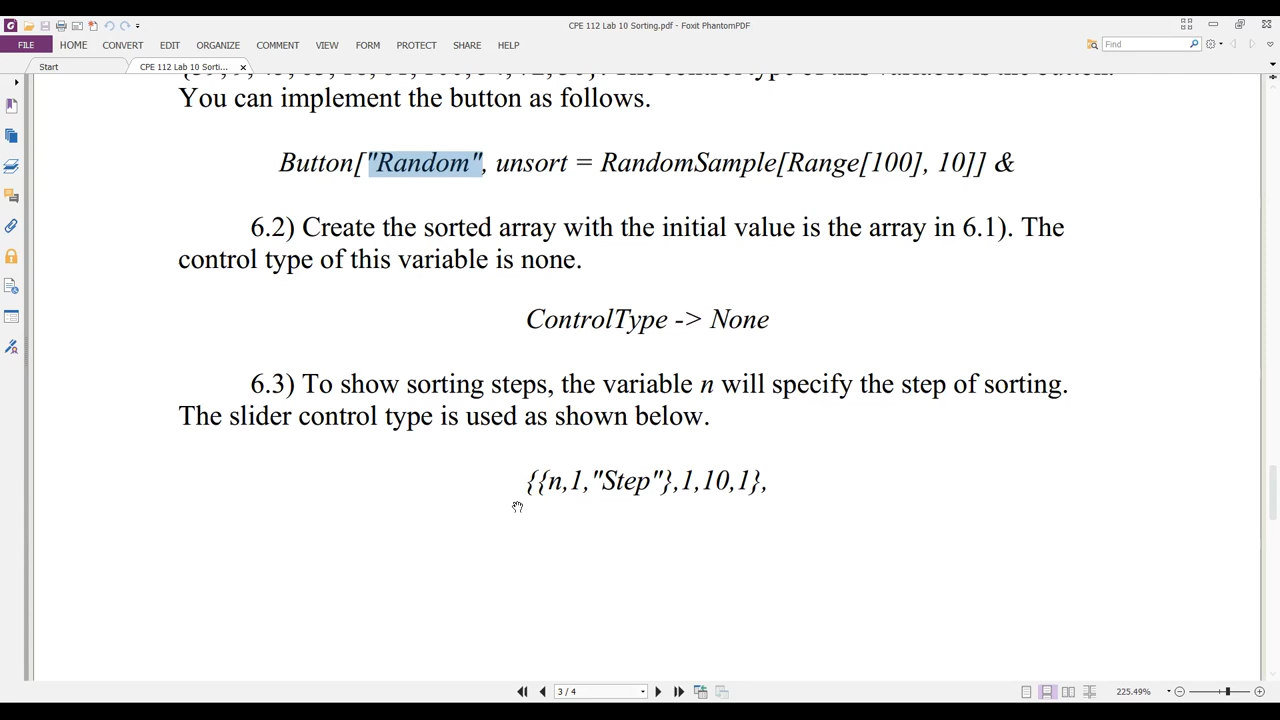 CPE 112 Lab 10 Sorting.pdf - Foxit PhantomPDF
FILE HOME CONVERT EDIT ORGANIZE COMMENT VIEW FORM PROTECT SHARE HELP Find
Start CPE 112 Lab 10 Sorti...
You can implement the button as follows.
Button["Random", unsort = RandomSample[Range[100], 10]] &
6.2) Create the sorted array with the initial value is the array in 6.1). The
control type of this variable is none.
ControlType -> None
6.3) To show sorting steps, the variable n will specify the step of sorting.
The slider control type is used as shown below.
{{n,1,"Step"},1,10,1},
3 / 4 225.49%